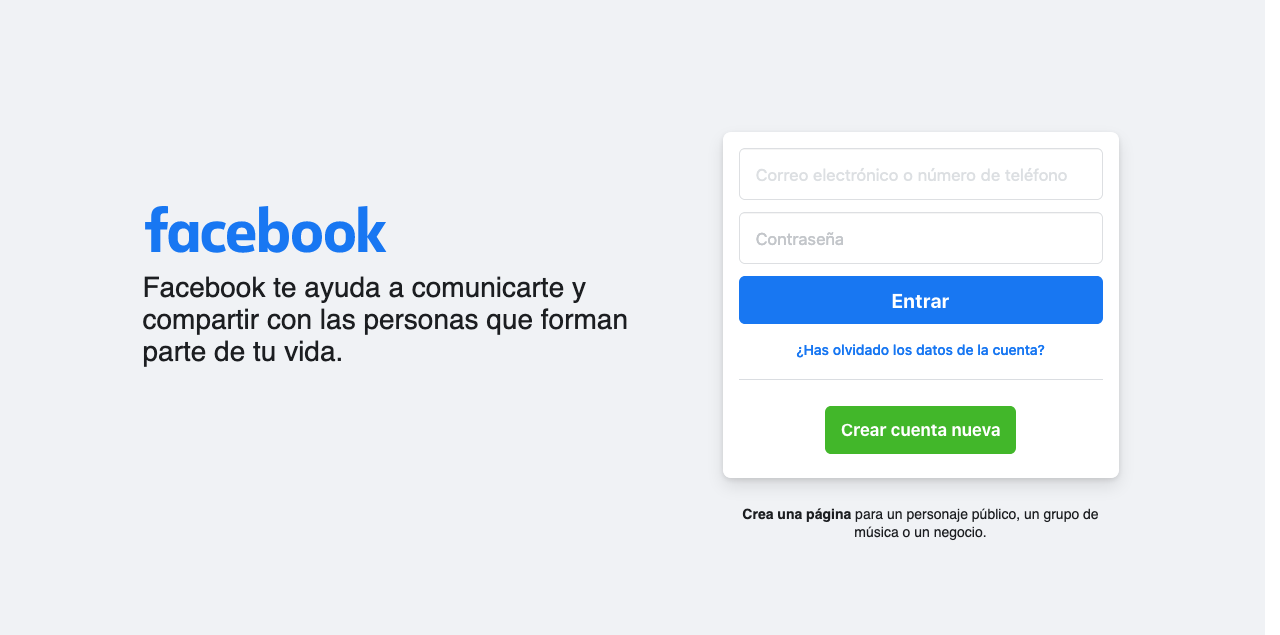 facebook
Facebook te ayuda a comunicarte y
compartir con las personas que forman
parte de tu vida.
Correo electrónico o número de teléfono
Contraseña
Entrar
¿Has olvidado los datos de la cuenta?
Crear cuenta nueva
Crea una página para un personaje público, un grupo de
música o un negocio.